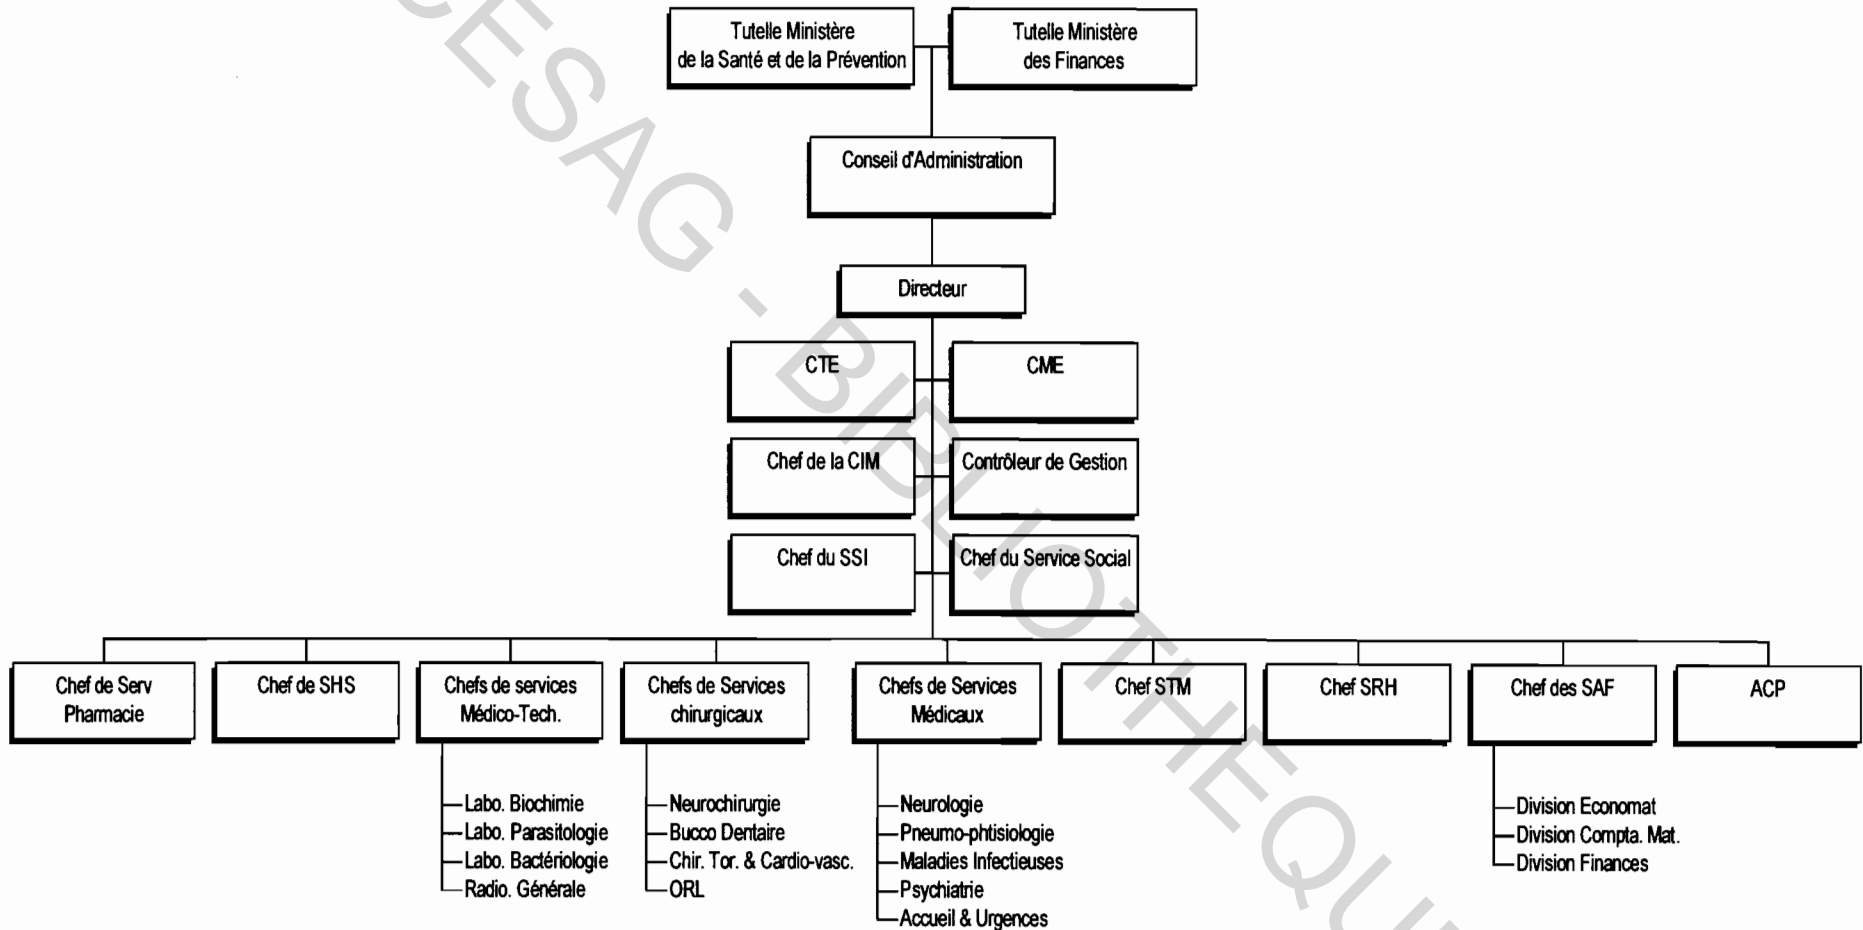 Tutelle Ministère
de la Santé et de la Prévention
Tutelle Ministère
des Finances
Conseil d'Administration
Directeur
CTE
CME
Chef de la CIM
Contrôleur de Gestion
Chef du SSI
Chef du Service Social
Chef de Serv
Pharmacie
Chef de SHS
Chefs de services
Médico-Tech.
Chefs de Services
chirurgicaux
Chefs de Services
Médicaux
Chef STM
Chef SRH
Chef des SAF
ACP
Labo. Biochimie
Labo. Parasitologie
Labo. Bactériologie
Radio. Générale
Neurochirurgie
Bucco Dentaire
Chir. Tor. & Cardio-vasc.
ORL
Neurologie
Pneumo-phtisiologie
Maladies Infectieuses
Psychiatrie
Accueil & Urgences
Division Economat
Division Compta. Mat.
Division Finances
CESAG - BIBLIOTHEQUE